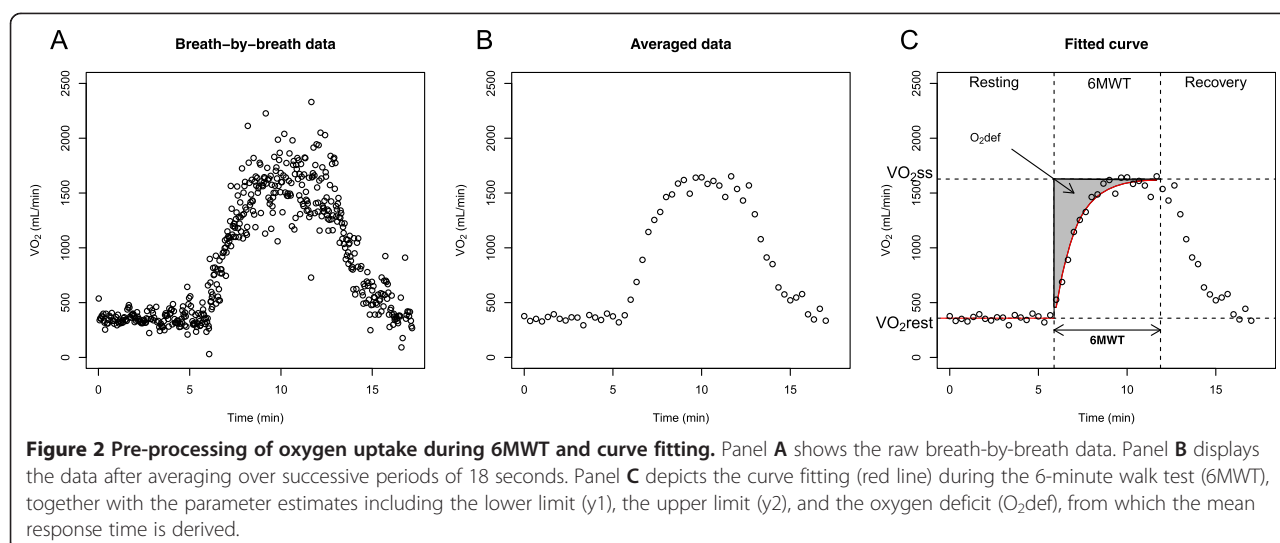 A
Breath-by-breath data
VO2 (mL/min)
0
500
1000
1500
2000
2500
0 5 10 15
Time (min)
B
Averaged data
VO2 (mL/min)
0
500
1000
1500
2000
2500
0 5 10 15
Time (min)
C
Fitted curve
Resting 6MWT Recovery
O2def
VO2ss
VO2rest
6MWT
VO2 (mL/min)
0
500
1000
1500
2000
2500
0 5 10 15
Time (min)
Figure 2 Pre-processing of oxygen uptake during 6MWT and curve fitting. Panel A shows the raw breath-by-breath data. Panel B displays
the data after averaging over successive periods of 18 seconds. Panel C depicts the curve fitting (red line) during the 6-minute walk test (6MWT),
together with the parameter estimates including the lower limit (y1), the upper limit (y2), and the oxygen deficit (O2def), from which the mean
response time is derived.